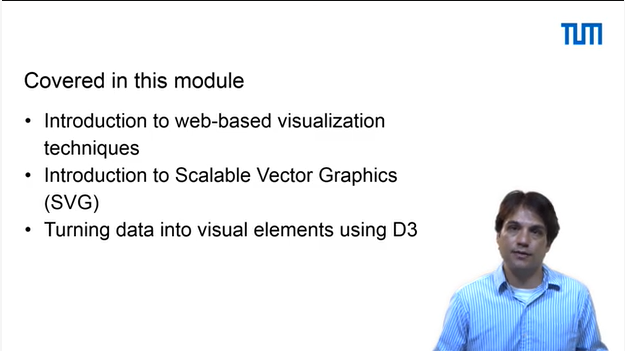 TUM
Covered in this module
• Introduction to web-based visualization
techniques
• Introduction to Scalable Vector Graphics
(SVG)
• Turning data into visual elements using D3